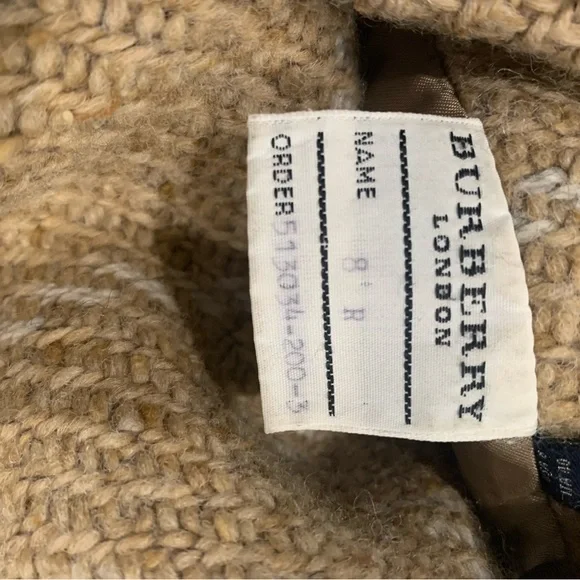 BURBERRY
LONDON
NAME 8 R
ORDER 513034-200-3